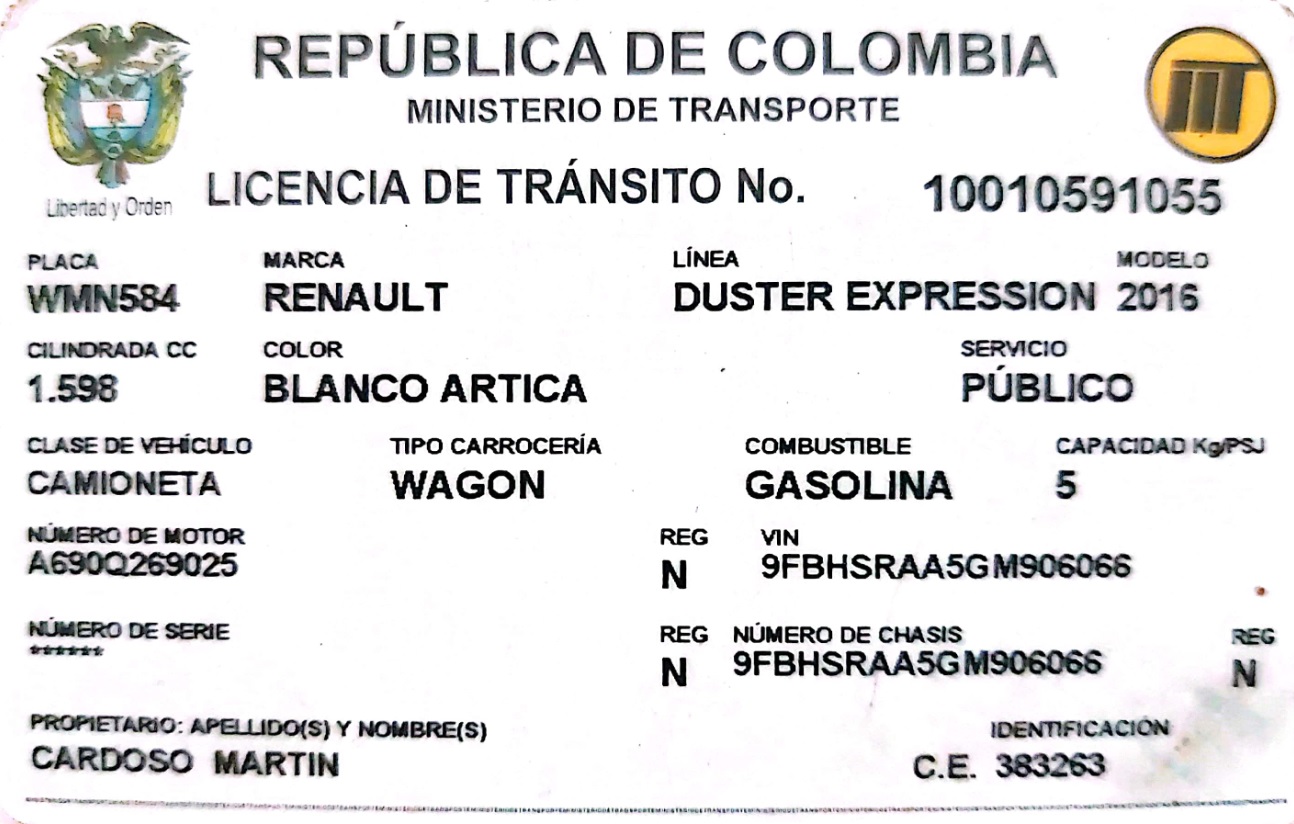 REPÚBLICA DE COLOMBIA
MINISTERIO DE TRANSPORTE
Libertad y Orden
LICENCIA DE TRÁNSITO No. 10010591055
PLACA MARCA LÍNEA MODELO
WMN584 RENAULT DUSTER EXPRESSION 2016
CILINDRADA CC COLOR SERVICIO
1.598 BLANCO ARTICA PÚBLICO
CLASE DE VEHÍCULO TIPO CARROCERÍA COMBUSTIBLE CAPACIDAD Kg/PSJ
CAMIONETA WAGON GASOLINA 5
NÚMERO DE MOTOR REG VIN
A690Q269025 N 9FBHSRAA5GM906066
NÚMERO DE SERIE REG NÚMERO DE CHASIS REG
****** N 9FBHSRAA5GM906066 N
PROPIETARIO: APELLIDO(S) Y NOMBRE(S) IDENTIFICACIÓN
CARDOSO MARTIN C.E. 383263